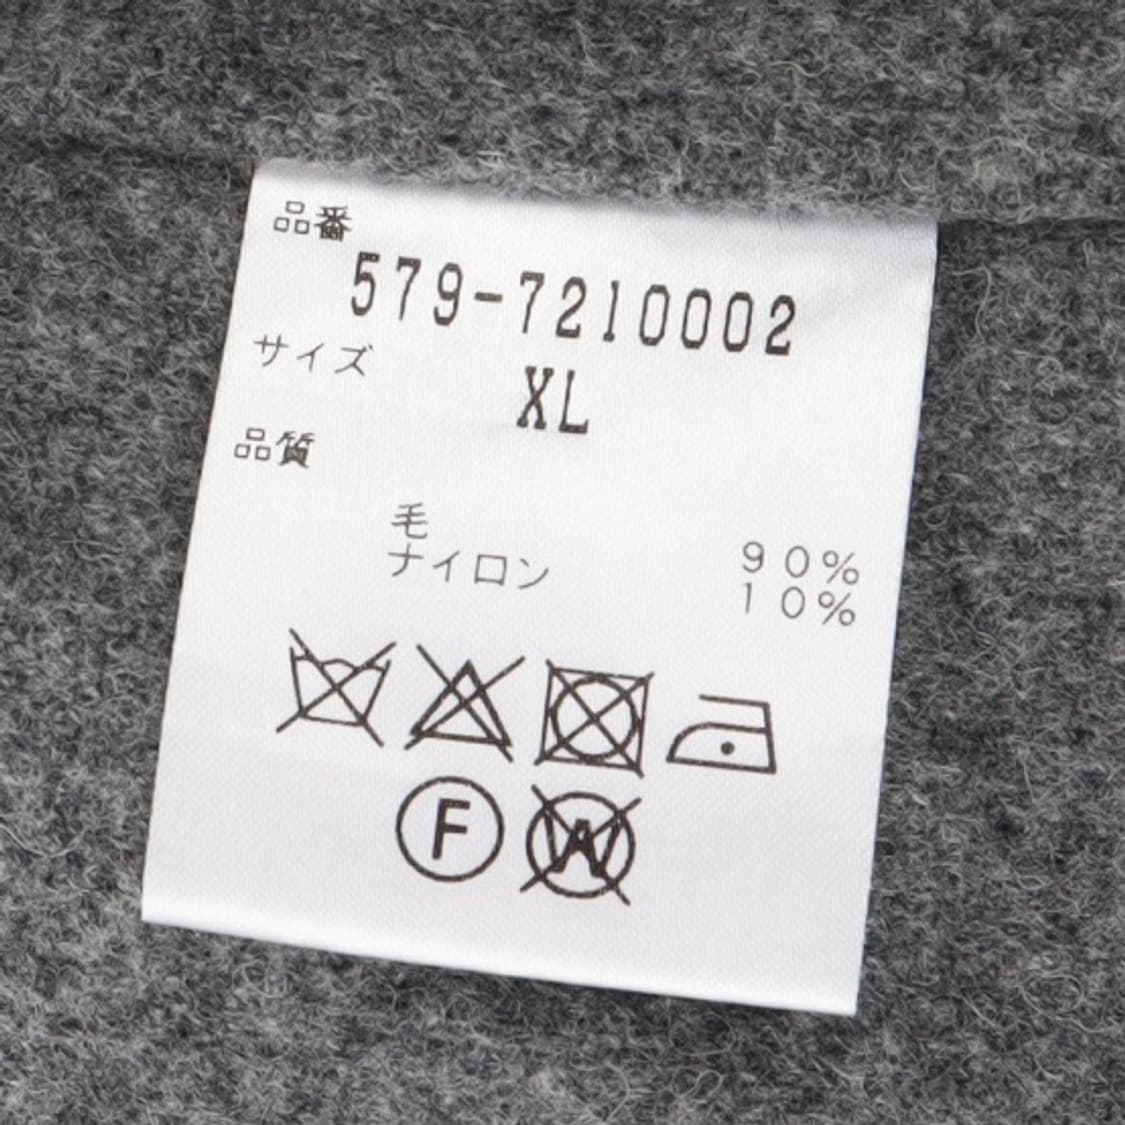 品番
579-7210002
サイズ XL
品質
毛 90%
ナイロン 10%
F W